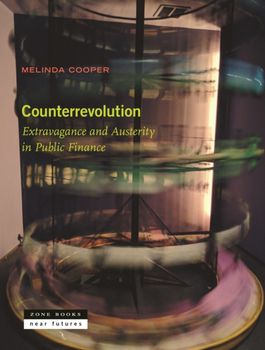 MELINDA COOPER
Counterrevolution
Extravagance and Austerity
in Public Finance
ZONE BOOKS
near futures